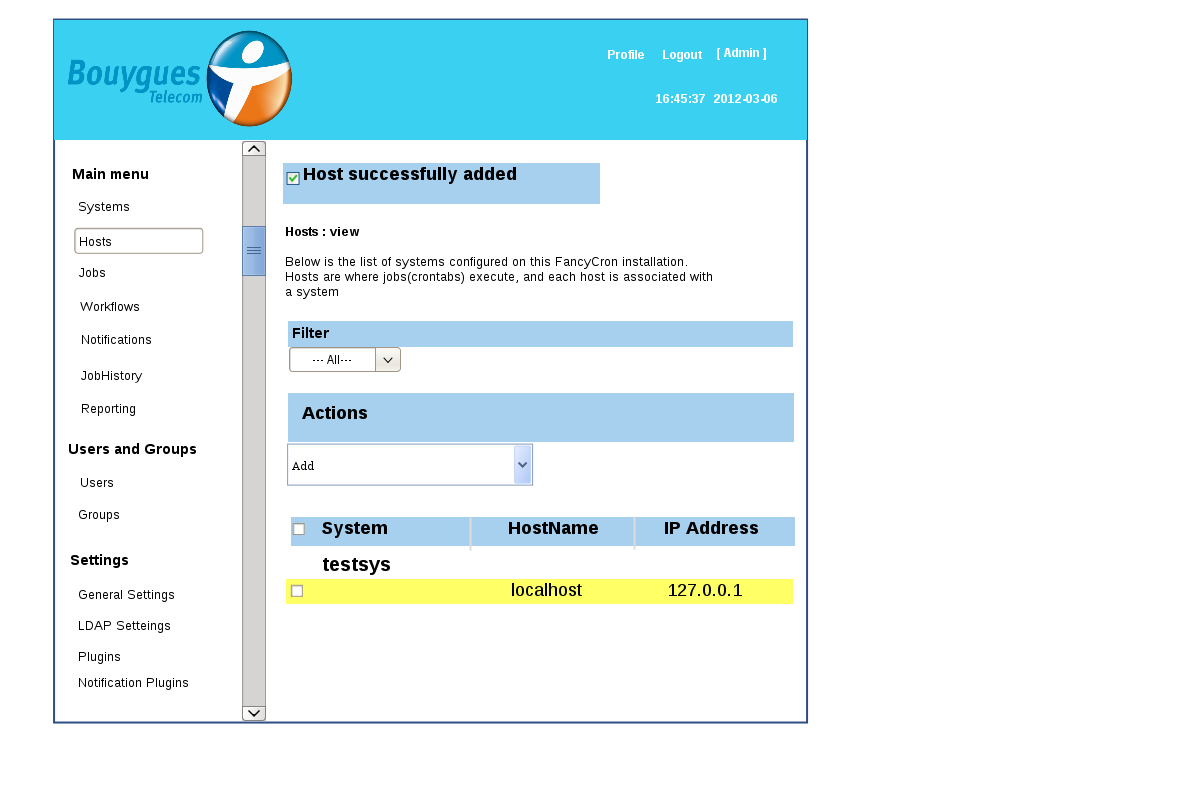 Bouygues
Telecom
Profile Logout [ Admin ]
16:45:37 2012-03-06
Main menu
Systems
Hosts
Jobs
Workflows
Notifications
JobHistory
Reporting
Users and Groups
Users
Groups
Settings
General Settings
LDAP Setteings
Plugins
Notification Plugins
Host successfully added
Hosts : view
Below is the list of systems configured on this FancyCron installation.
Hosts are where jobs(crontabs) execute, and each host is associated with
a system
Filter
--- All---
Actions
Add
System HostName IP Address
testsys
localhost 127.0.0.1